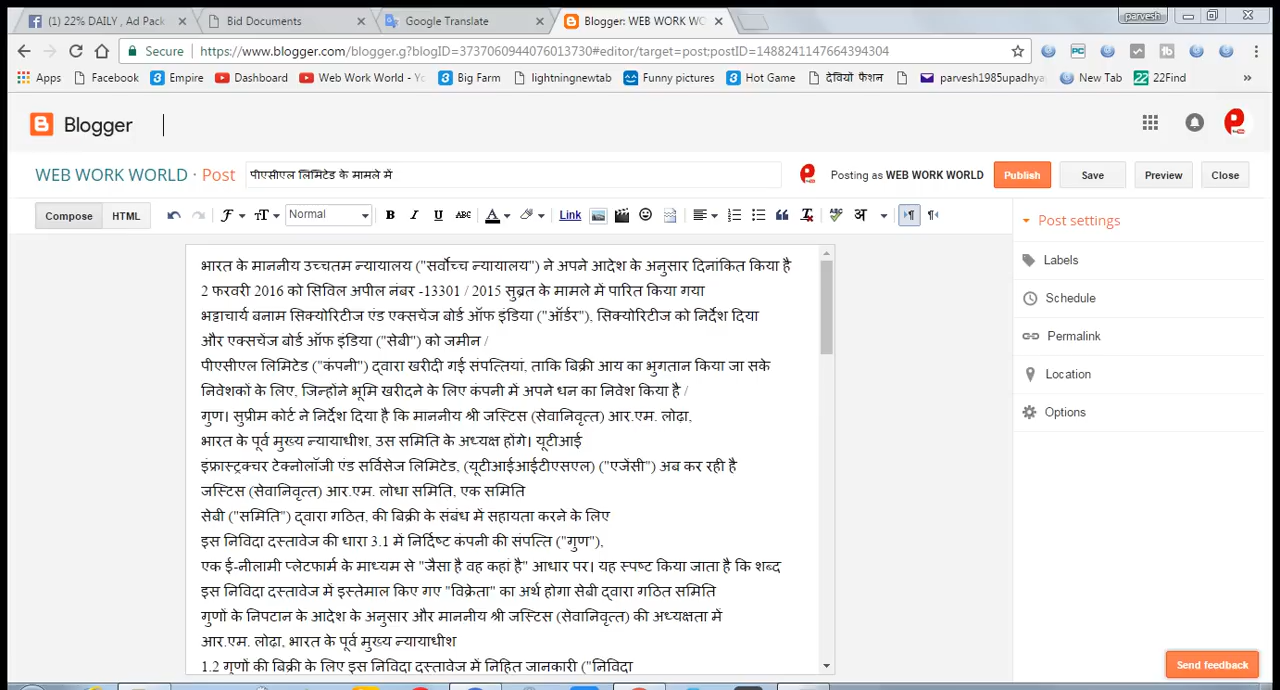 (1) 22% DAILY , Ad Pack
Bid Documents
Google Translate
Blogger: WEB WORK WO
parvesh
Secure
https://www.blogger.com/blogger.g?blogID=3737060944076013730#editor/target=post;postID=1488241147664394304
Apps
Facebook
Empire
Dashboard
Web Work World - Yo
Big Farm
lightningnewtab
Funny pictures
Hot Game
देवियो फैशन
parvesh1985upadhya
New Tab
22Find
Blogger
WEB WORK WORLD · Post
पीएसीएल लिमिटेड के मामले में
Posting as WEB WORK WORLD
Publish
Save
Preview
Close
Compose
HTML
Normal
B I U ABC
A
Link
अ
भारत के माननीय उच्चतम न्यायालय ("सर्वोच्च न्यायालय") ने अपने आदेश के अनुसार दिनांकित किया है
2 फरवरी 2016 को सिविल अपील नंबर -13301 / 2015 सुब्रत के मामले में पारित किया गया
भट्टाचार्य बनाम सिक्योरिटीज एंड एक्सचेंज बोर्ड ऑफ इंडिया ("ऑर्डर"), सिक्योरिटीज को निर्देश दिया
और एक्सचेंज बोर्ड ऑफ इंडिया ("सेबी") को जमीन /
पीएसीएल लिमिटेड ("कंपनी") द्वारा खरीदी गई संपत्तियां, ताकि बिक्री आय का भुगतान किया जा सके
निवेशकों के लिए, जिन्होंने भूमि खरीदने के लिए कंपनी में अपने धन का निवेश किया है /
गुण। सुप्रीम कोर्ट ने निर्देश दिया है कि माननीय श्री जस्टिस (सेवानिवृत्त) आर.एम. लोढ़ा,
भारत के पूर्व मुख्य न्यायाधीश, उस समिति के अध्यक्ष होंगे। यूटीआई
इंफ्रास्ट्रक्चर टेक्नोलॉजी एंड सर्विसेज लिमिटेड, (यूटीआईआईटीएसएल) ("एजेंसी") अब कर रही है
जस्टिस (सेवानिवृत्त) आर.एम. लोधा समिति, एक समिति
सेबी ("समिति") द्वारा गठित, की बिक्री के संबंध में सहायता करने के लिए
इस निविदा दस्तावेज की धारा 3.1 में निर्दिष्ट कंपनी की संपत्ति ("गुण"),
एक ई-नीलामी प्लेटफार्म के माध्यम से "जैसा है वह कहां है" आधार पर। यह स्पष्ट किया जाता है कि शब्द
इस निविदा दस्तावेज में इस्तेमाल किए गए "विक्रेता" का अर्थ होगा सेबी द्वारा गठित समिति
गुणों के निपटान के आदेश के अनुसार और माननीय श्री जस्टिस (सेवानिवृत्त) की अध्यक्षता में
आर.एम. लोढ़ा, भारत के पूर्व मुख्य न्यायाधीश
1.2 गुणों की बिक्री के लिए इस निविदा दस्तावेज में निहित जानकारी ("निविदा
Post settings
Labels
Schedule
Permalink
Location
Options
Send feedback